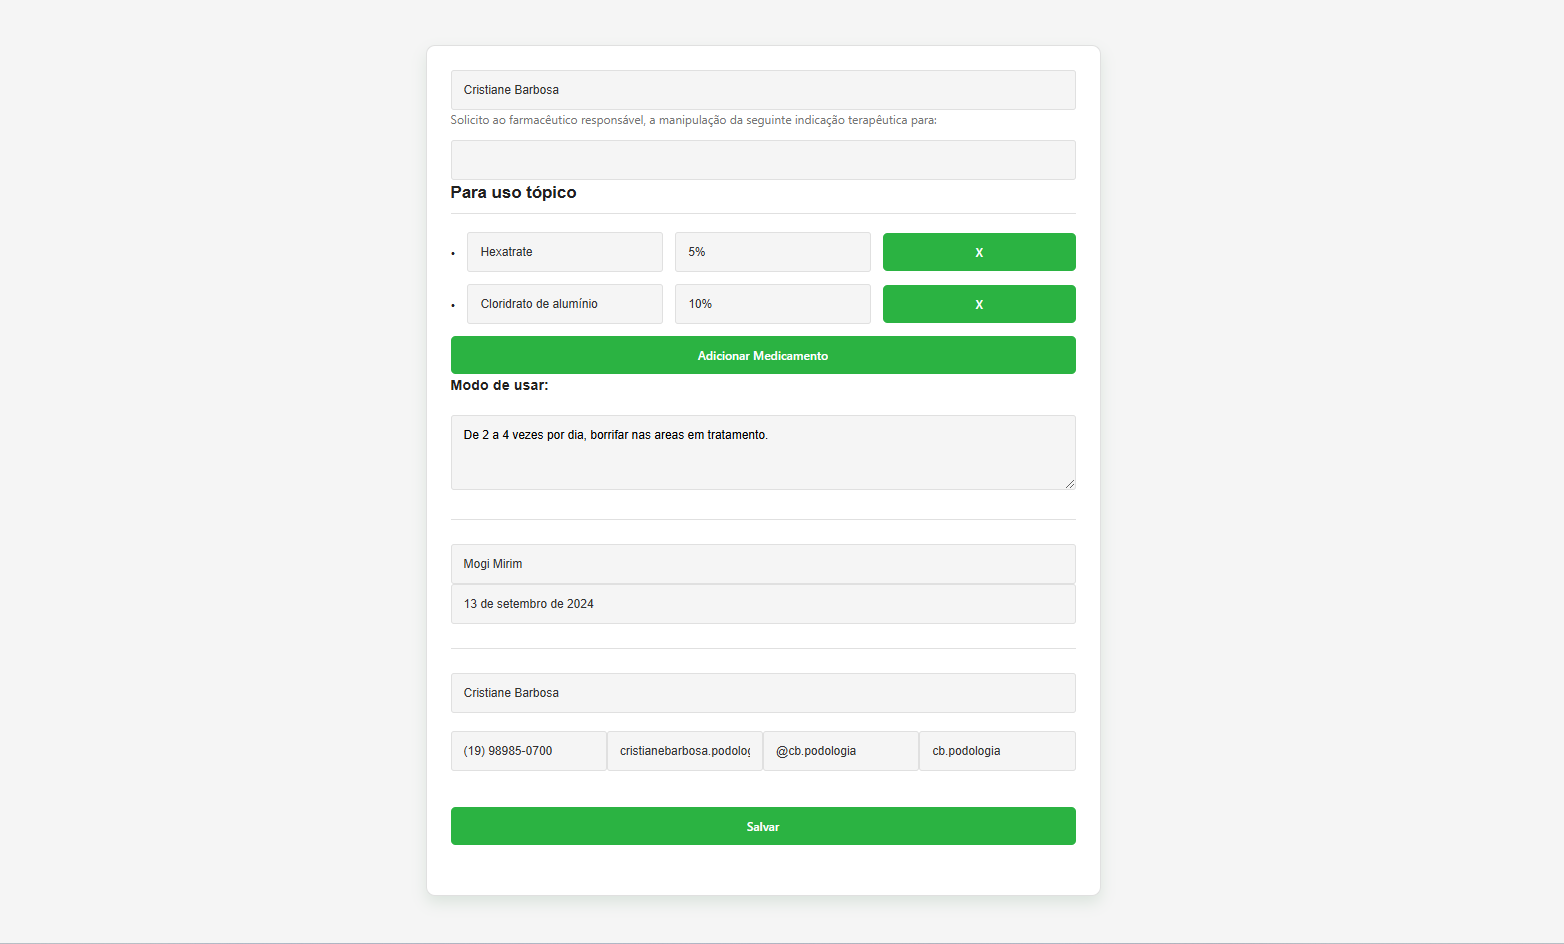 Cristiane Barbosa
Solicito ao farmacêutico responsável, a manipulação da seguinte indicação terapêutica para:
Para uso tópico
• Hexatrate 5% X
• Cloridrato de alumínio 10% X
Adicionar Medicamento
Modo de usar:
De 2 a 4 vezes por dia, borrifar nas areas em tratamento.
Mogi Mirim
13 de setembro de 2024
Cristiane Barbosa
(19) 98985-0700 cristianebarbosa.podolog @cb.podologia cb.podologia
Salvar